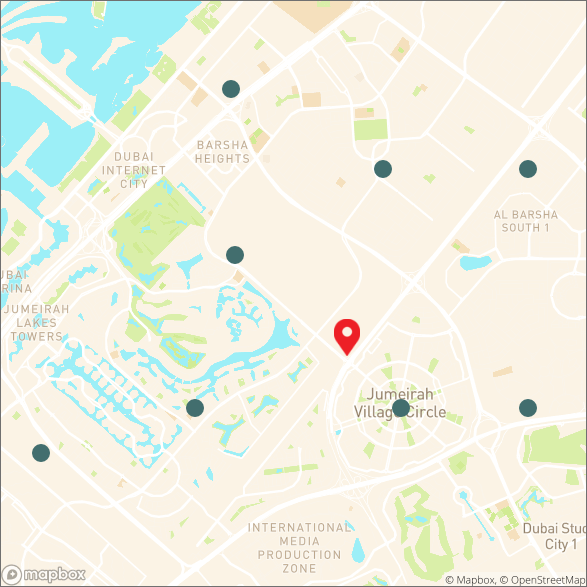 BARSHA
HEIGHTS
DUBAI
INTERNET
CITY
AL BARSHA
SOUTH 1
UBAI
RINA
JUMEIRAH
LAKES
TOWERS
Jumeirah
Village Circle
INTERNATIONAL
MEDIA
PRODUCTION
ZONE
Dubai Stud
City 1
mapbox
© Mapbox, © OpenStreetMap